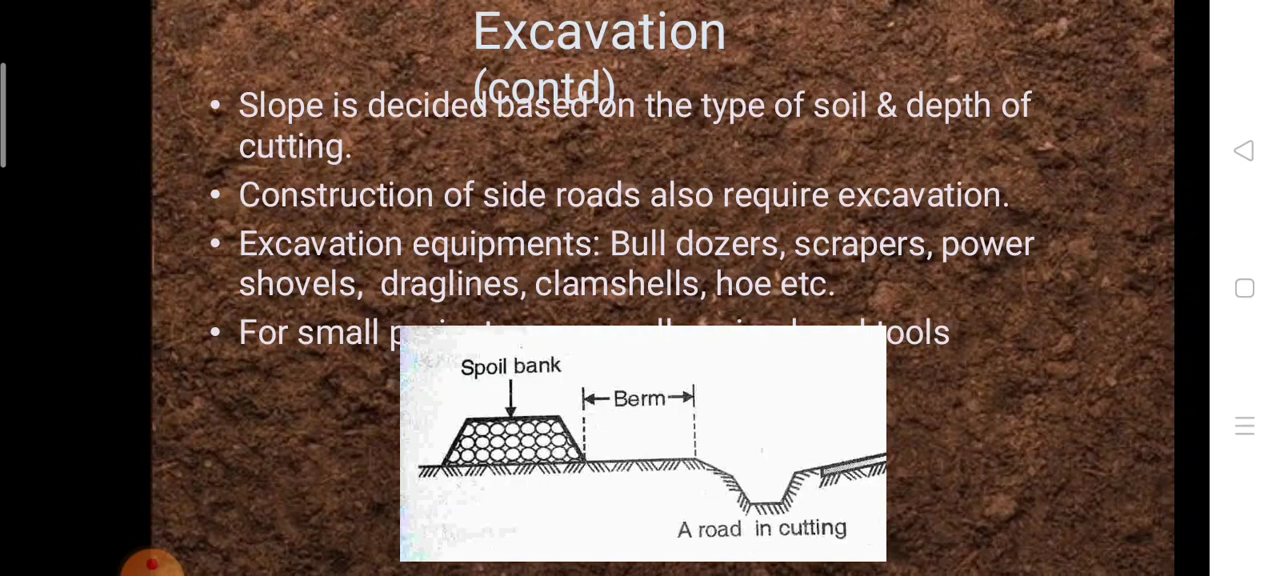 Excavation
(contd)
• Slope is decided based on the type of soil & depth of
cutting.
• Construction of side roads also require excavation.
• Excavation equipments: Bull dozers, scrapers, power
shovels, draglines, clamshells, hoe etc.
• For small tools
Spoil bank
Berm
A road in cutting